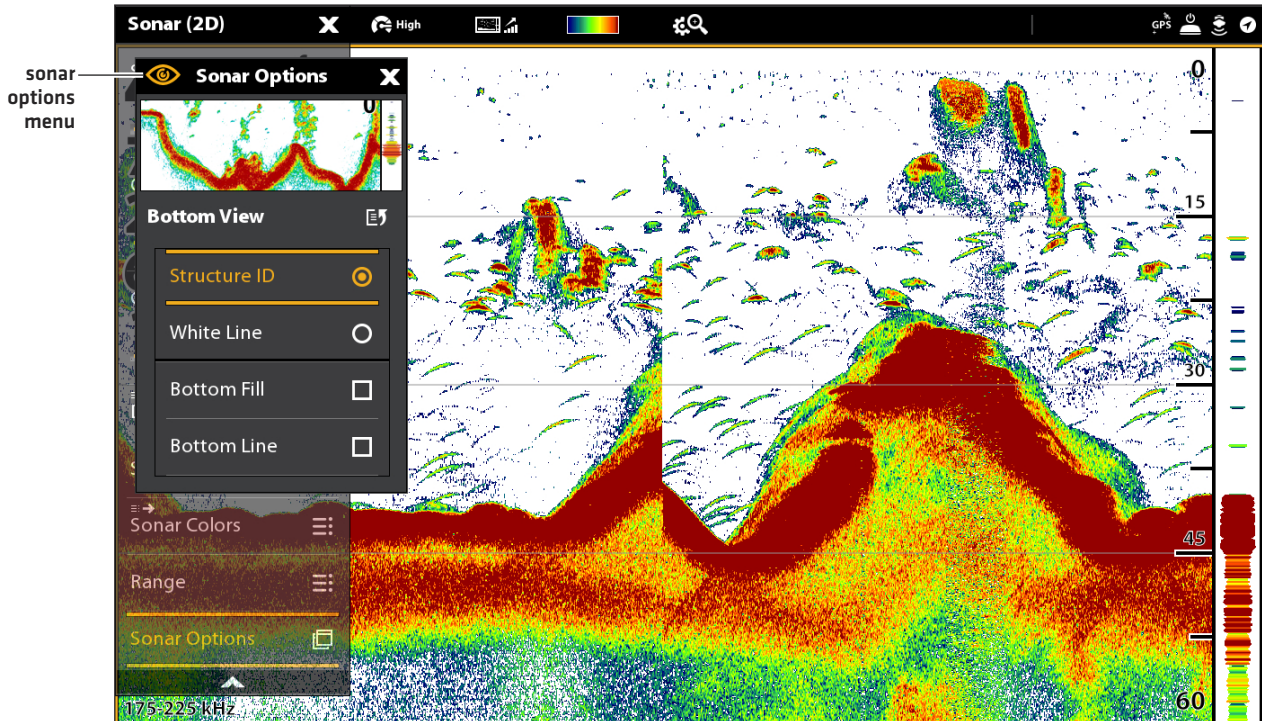 Sonar (2D)
High
GPS
sonar
options
menu
Sonar Options
0
Bottom View
Structure ID
White Line
Bottom Fill
Bottom Line
Sonar Colors
Range
Sonar Options
175-225 kHz
0
15
30
45
60